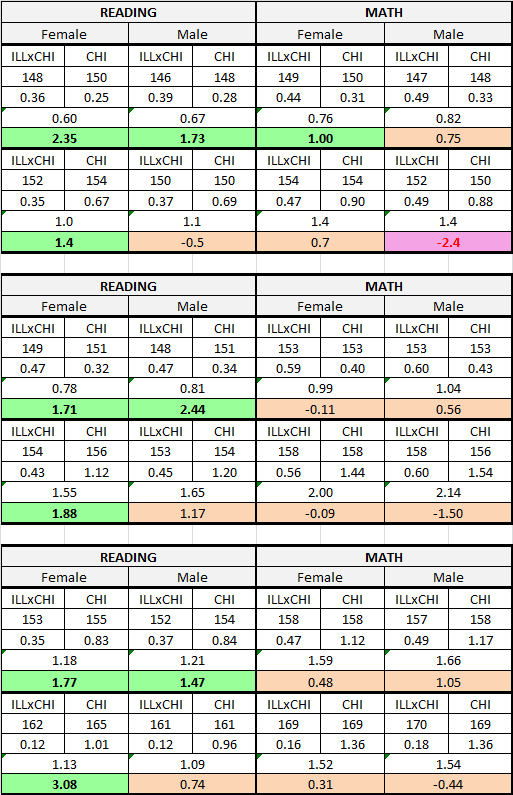 READING MATH
Female Male Female Male
ILLxCHI CHI ILLxCHI CHI ILLxCHI CHI ILLxCHI CHI
148 150 146 148 149 150 147 148
0.36 0.25 0.39 0.28 0.44 0.31 0.49 0.33
0.60 0.67 0.76 0.82
2.35 1.73 1.00 0.75
ILLxCHI CHI ILLxCHI CHI ILLxCHI CHI ILLxCHI CHI
152 154 150 150 154 154 152 150
0.35 0.67 0.37 0.69 0.47 0.90 0.49 0.88
1.0 1.1 1.4 1.4
1.4 -0.5 0.7 -2.4
READING MATH
Female Male Female Male
ILLxCHI CHI ILLxCHI CHI ILLxCHI CHI ILLxCHI CHI
149 151 148 151 153 153 153 153
0.47 0.32 0.47 0.34 0.59 0.40 0.60 0.43
0.78 0.81 0.99 1.04
1.71 2.44 -0.11 0.56
ILLxCHI CHI ILLxCHI CHI ILLxCHI CHI ILLxCHI CHI
154 156 153 154 158 158 158 156
0.43 1.12 0.45 1.20 0.56 1.44 0.60 1.54
1.55 1.65 2.00 2.14
1.88 1.17 -0.09 -1.50
READING MATH
Female Male Female Male
ILLxCHI CHI ILLxCHI CHI ILLxCHI CHI ILLxCHI CHI
153 155 152 154 158 158 157 158
0.35 0.83 0.37 0.84 0.47 1.12 0.49 1.17
1.18 1.21 1.59 1.66
1.77 1.47 0.48 1.05
ILLxCHI CHI ILLxCHI CHI ILLxCHI CHI ILLxCHI CHI
162 165 161 161 169 169 170 169
0.12 1.01 0.12 0.96 0.16 1.36 0.18 1.36
1.13 1.09 1.52 1.54
3.08 0.74 0.31 -0.44